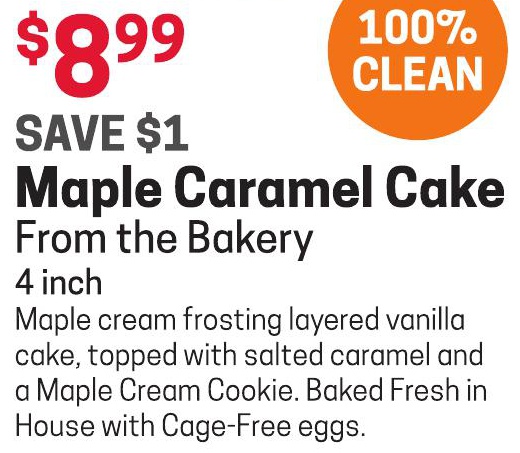 $8.99
100%
CLEAN
SAVE $1
Maple Caramel Cake
From the Bakery
4 inch
Maple cream frosting layered vanilla
cake, topped with salted caramel and
a Maple Cream Cookie. Baked Fresh in
House with Cage-Free eggs.